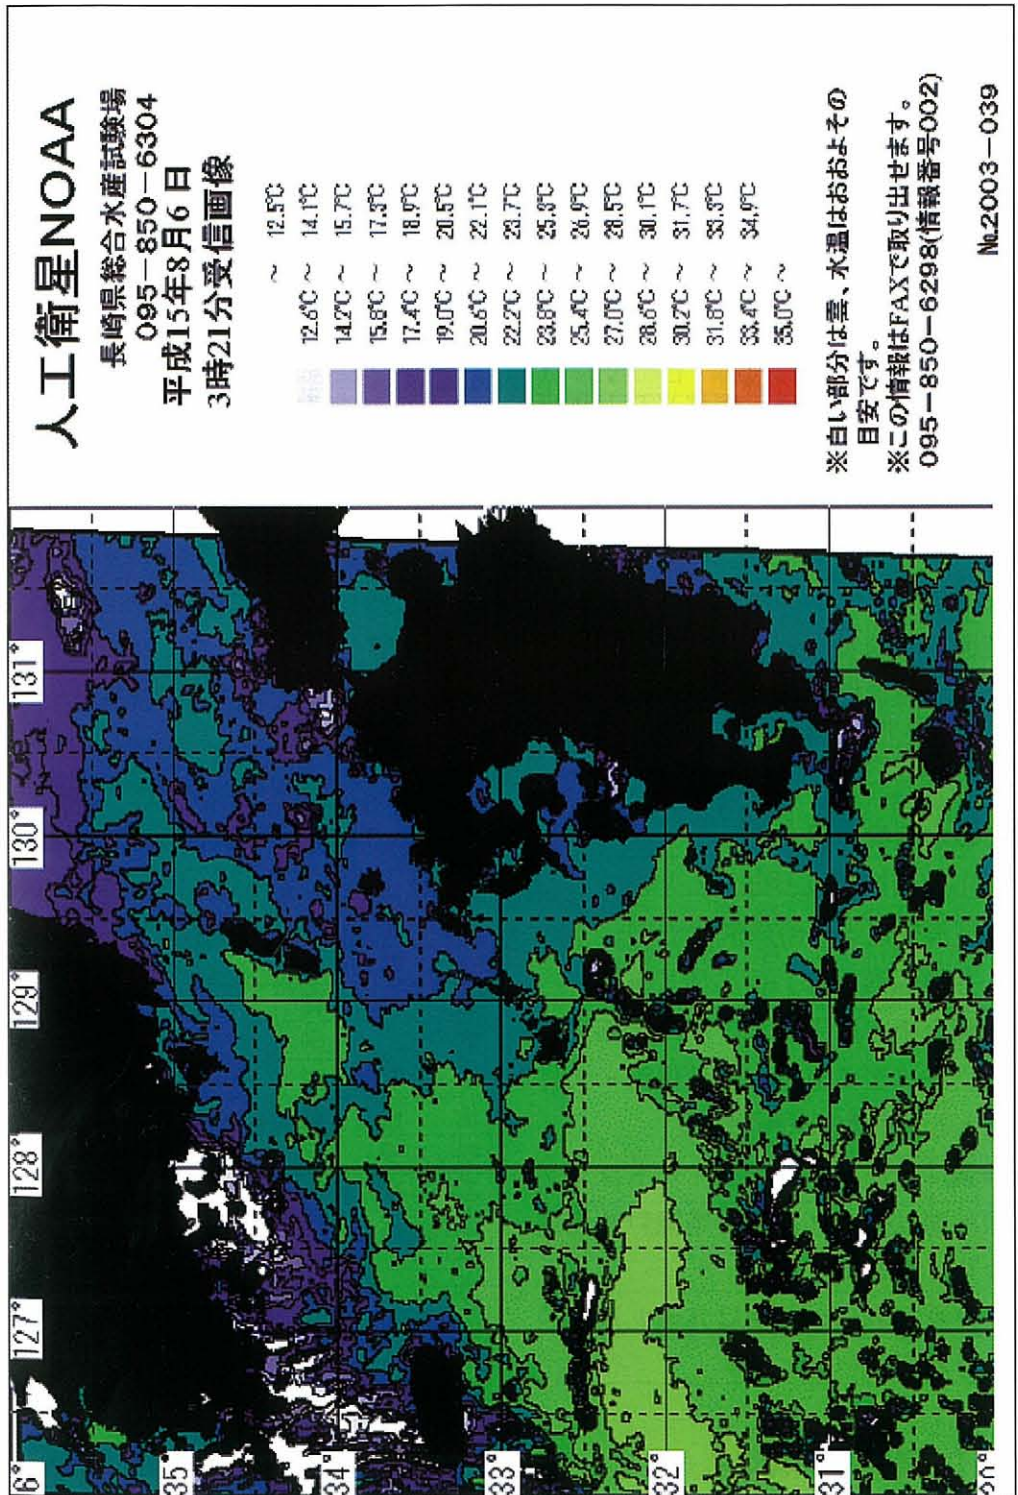 人工衛星NOAA
長崎県総合水産試験場
095-850-6304
平成15年8月6日
3時21分受信画像
～ 12.5℃
12.6℃ ～ 14.1℃
14.2℃ ～ 15.7℃
15.8℃ ～ 17.3℃
17.4℃ ～ 18.9℃
19.0℃ ～ 20.5℃
20.6℃ ～ 22.1℃
22.2℃ ～ 23.7℃
23.8℃ ～ 25.3℃
25.4℃ ～ 26.9℃
27.0℃ ～ 28.5℃
28.6℃ ～ 30.1℃
30.2℃ ～ 31.7℃
31.8℃ ～ 33.3℃
33.4℃ ～ 34.9℃
35.0℃ ～
※白い部分は雲、水温はおおよその
目安です。
※この情報はFAXで取り出せます。
095-850-6298(情報番号002)
№2003-039
6°
127°
128°
129°
130°
131°
35°
34°
33°
32°
31°